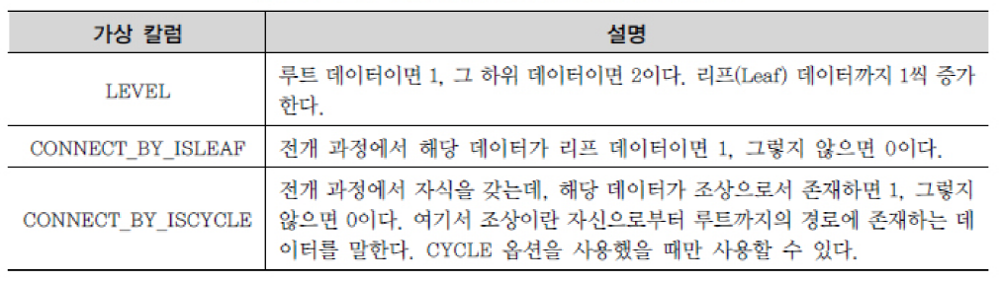 가상 칼럼 설명
LEVEL
루트 데이터이면 1, 그 하위 데이터이면 2이다. 리프(Leaf) 데이터까지 1씩 증가
한다.
CONNECT_BY_ISLEAF 전개 과정에서 해당 데이터가 리프 데이터이면 1, 그렇지 않으면 0이다.
CONNECT_BY_ISCYCLE
전개 과정에서 자식을 갖는데, 해당 데이터가 조상으로서 존재하면 1, 그렇지
않으면 0이다. 여기서 조상이란 자신으로부터 루트까지의 경로에 존재하는 데
이터를 말한다. CYCLE 옵션을 사용했을 때만 사용할 수 있다.